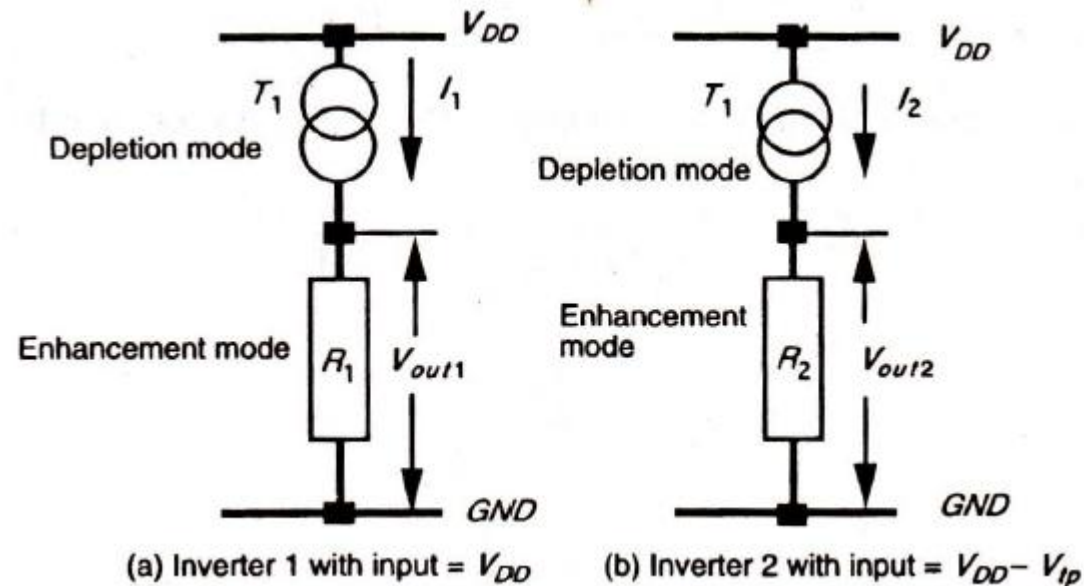 V_DD
T_1
I_1
Depletion mode
Enhancement mode
R_1
V_out1
GND
(a) Inverter 1 with input = V_DD
V_DD
T_1
I_2
Depletion mode
Enhancement
mode
R_2
V_out2
GND
(b) Inverter 2 with input = V_DD – V_tp